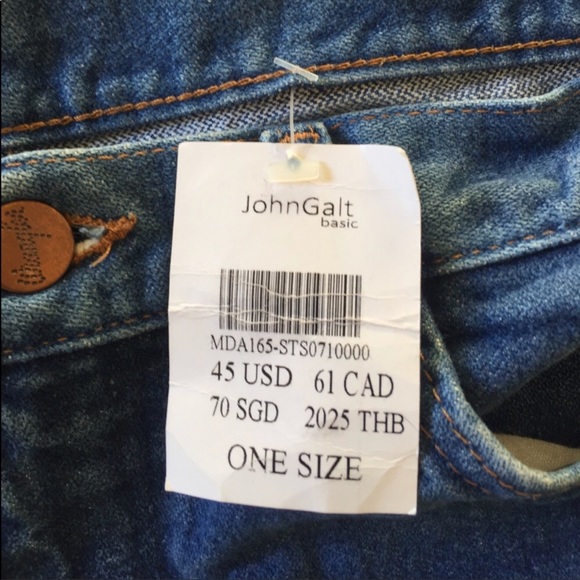 JohnGalt
basic
MDA165-STS0710000
45 USD 61 CAD
70 SGD 2025 THB
ONE SIZE